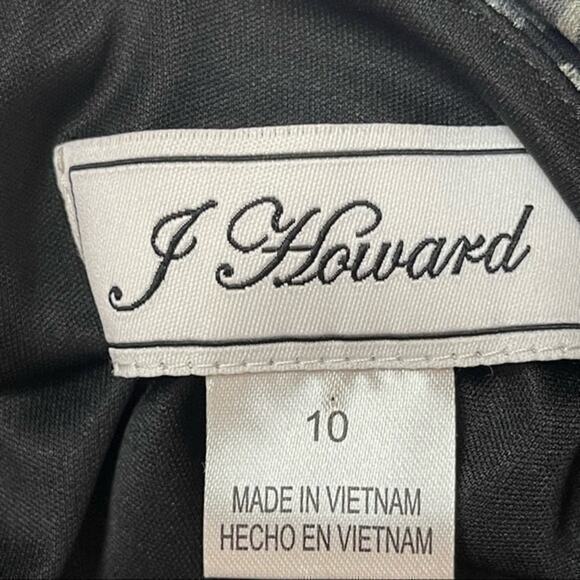 J Howard
10
MADE IN VIETNAM
HECHO EN VIETNAM